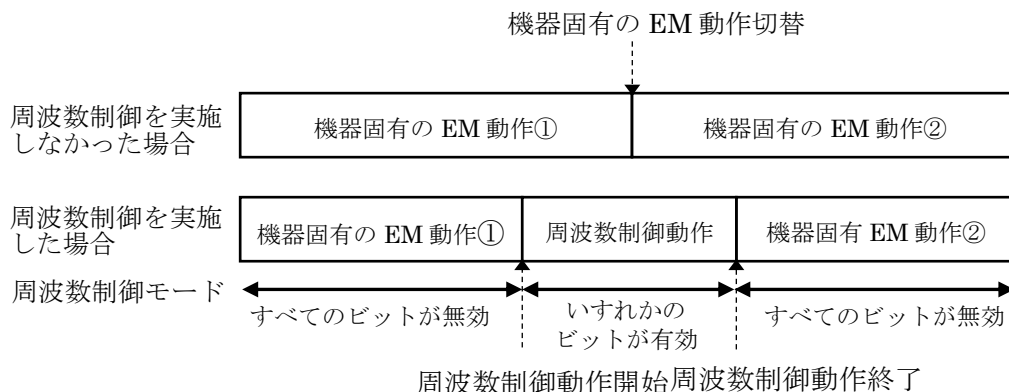 機器固有の EM 動作切替
周波数制御を実施
しなかった場合
機器固有の EM 動作①
機器固有の EM 動作②
周波数制御を実施
した場合
機器固有の EM 動作①
周波数制御動作
機器固有 EM 動作②
周波数制御モード
すべてのビットが無効
いすれかの
ビットが有効
すべてのビットが無効
周波数制御動作開始
周波数制御動作終了